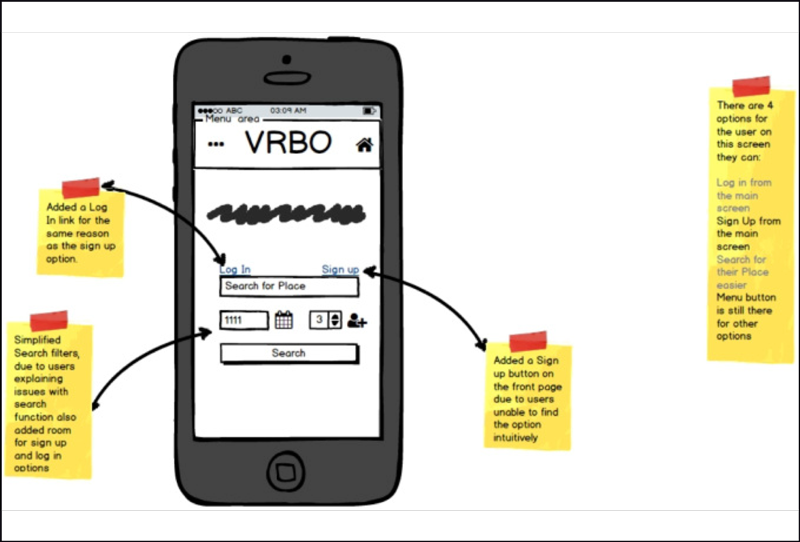 ABC 03:09 AM
Menu area
VRBO
Log In Sign up
Search for Place
1111 3
Search
Added a Log
In link for the
same reason
as the sign up
option.
Simplified
Search filters,
due to users
explaining
issues with
search
function also
added room
for sign up
and log in
options
Added a Sign
up button on
the front page
due to users
unable to find
the option
intuitively
There are 4
options for
the user on
this screen
they can:
Log in from
the main
screen
Sign Up from
the main
screen
Search for
their Place
easier
Menu button
is still there
for other
options